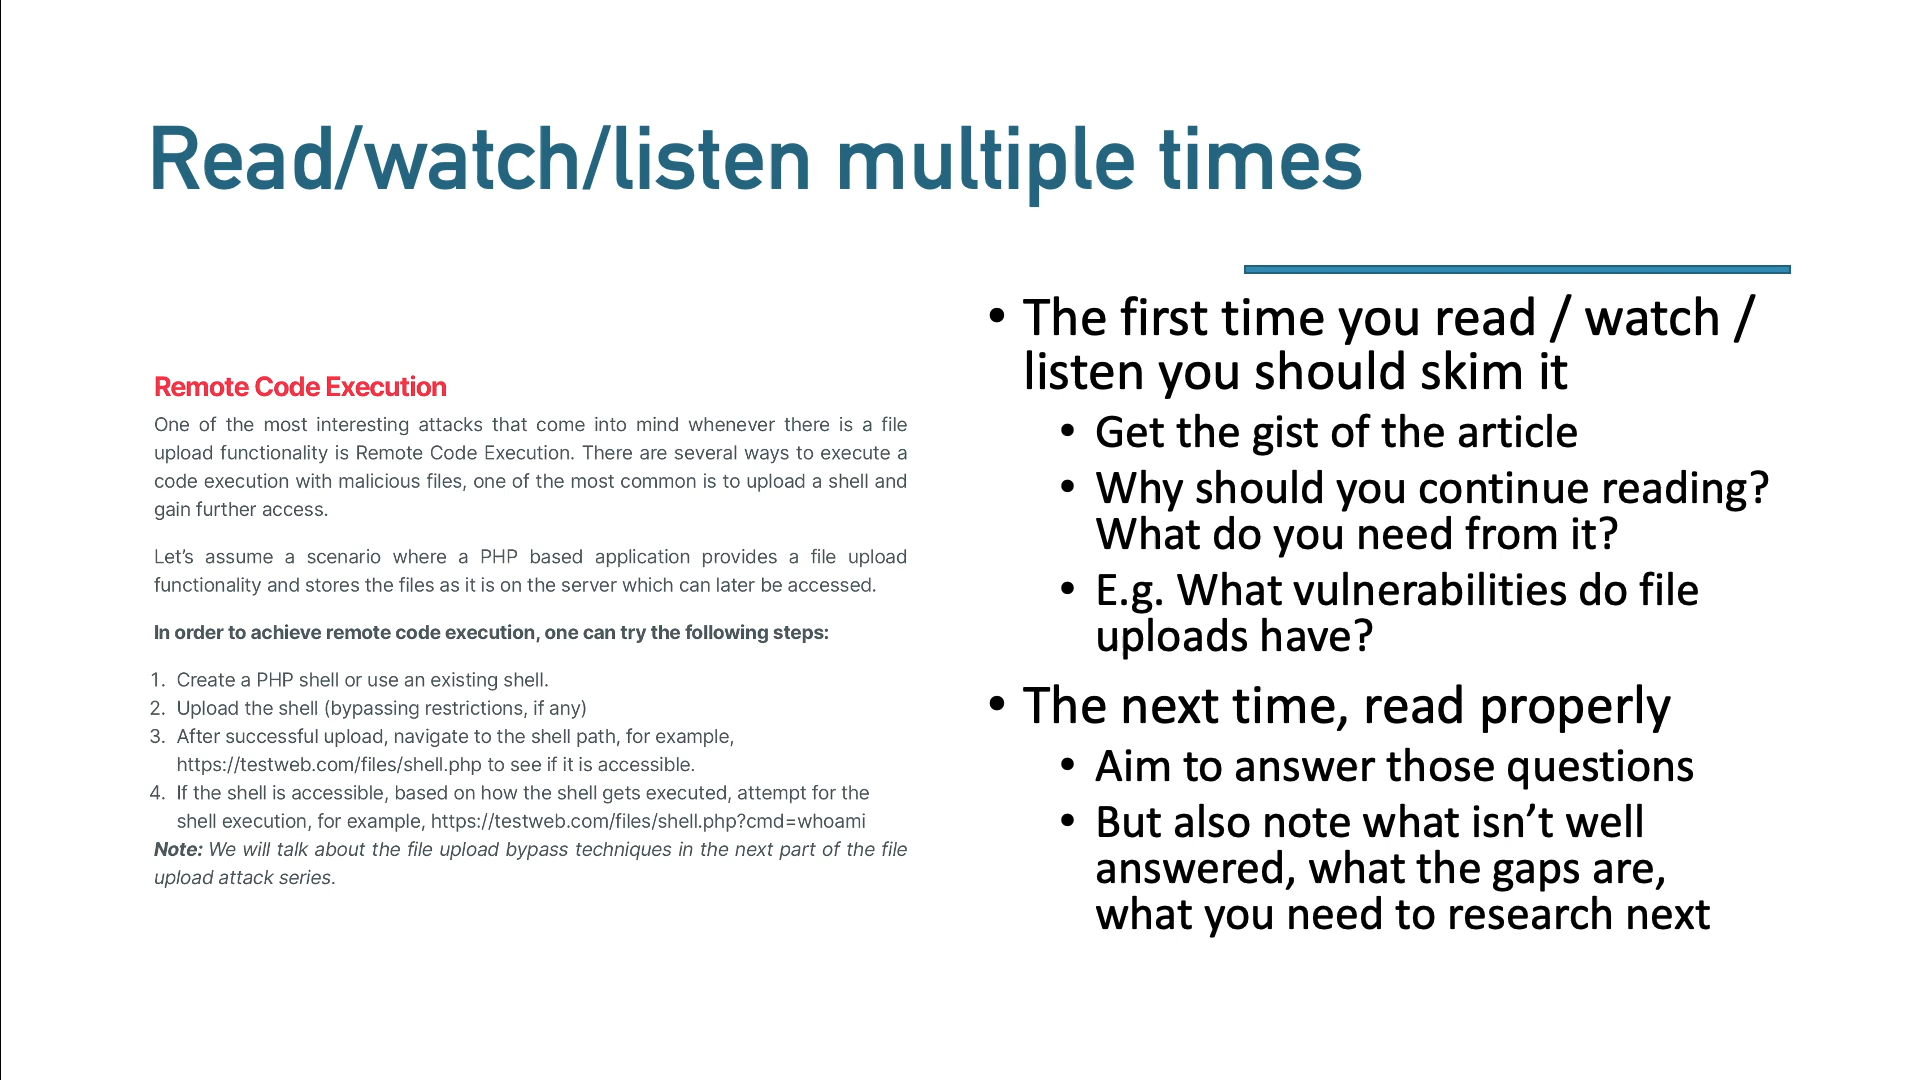 Read/watch/listen multiple times
Remote Code Execution
One of the most interesting attacks that come into mind whenever there is a file
upload functionality is Remote Code Execution. There are several ways to execute a
code execution with malicious files, one of the most common is to upload a shell and
gain further access.
Let’s assume a scenario where a PHP based application provides a file upload
functionality and stores the files as it is on the server which can later be accessed.
In order to achieve remote code execution, one can try the following steps:
1. Create a PHP shell or use an existing shell.
2. Upload the shell (bypassing restrictions, if any)
3. After successful upload, navigate to the shell path, for example,
https://testweb.com/files/shell.php to see if it is accessible.
4. If the shell is accessible, based on how the shell gets executed, attempt for the
shell execution, for example, https://testweb.com/files/shell.php?cmd=whoami
Note: We will talk about the file upload bypass techniques in the next part of the file
upload attack series.
• The first time you read / watch /
listen you should skim it
• Get the gist of the article
• Why should you continue reading?
What do you need from it?
• E.g. What vulnerabilities do file
uploads have?
• The next time, read properly
• Aim to answer those questions
• But also note what isn’t well
answered, what the gaps are,
what you need to research next